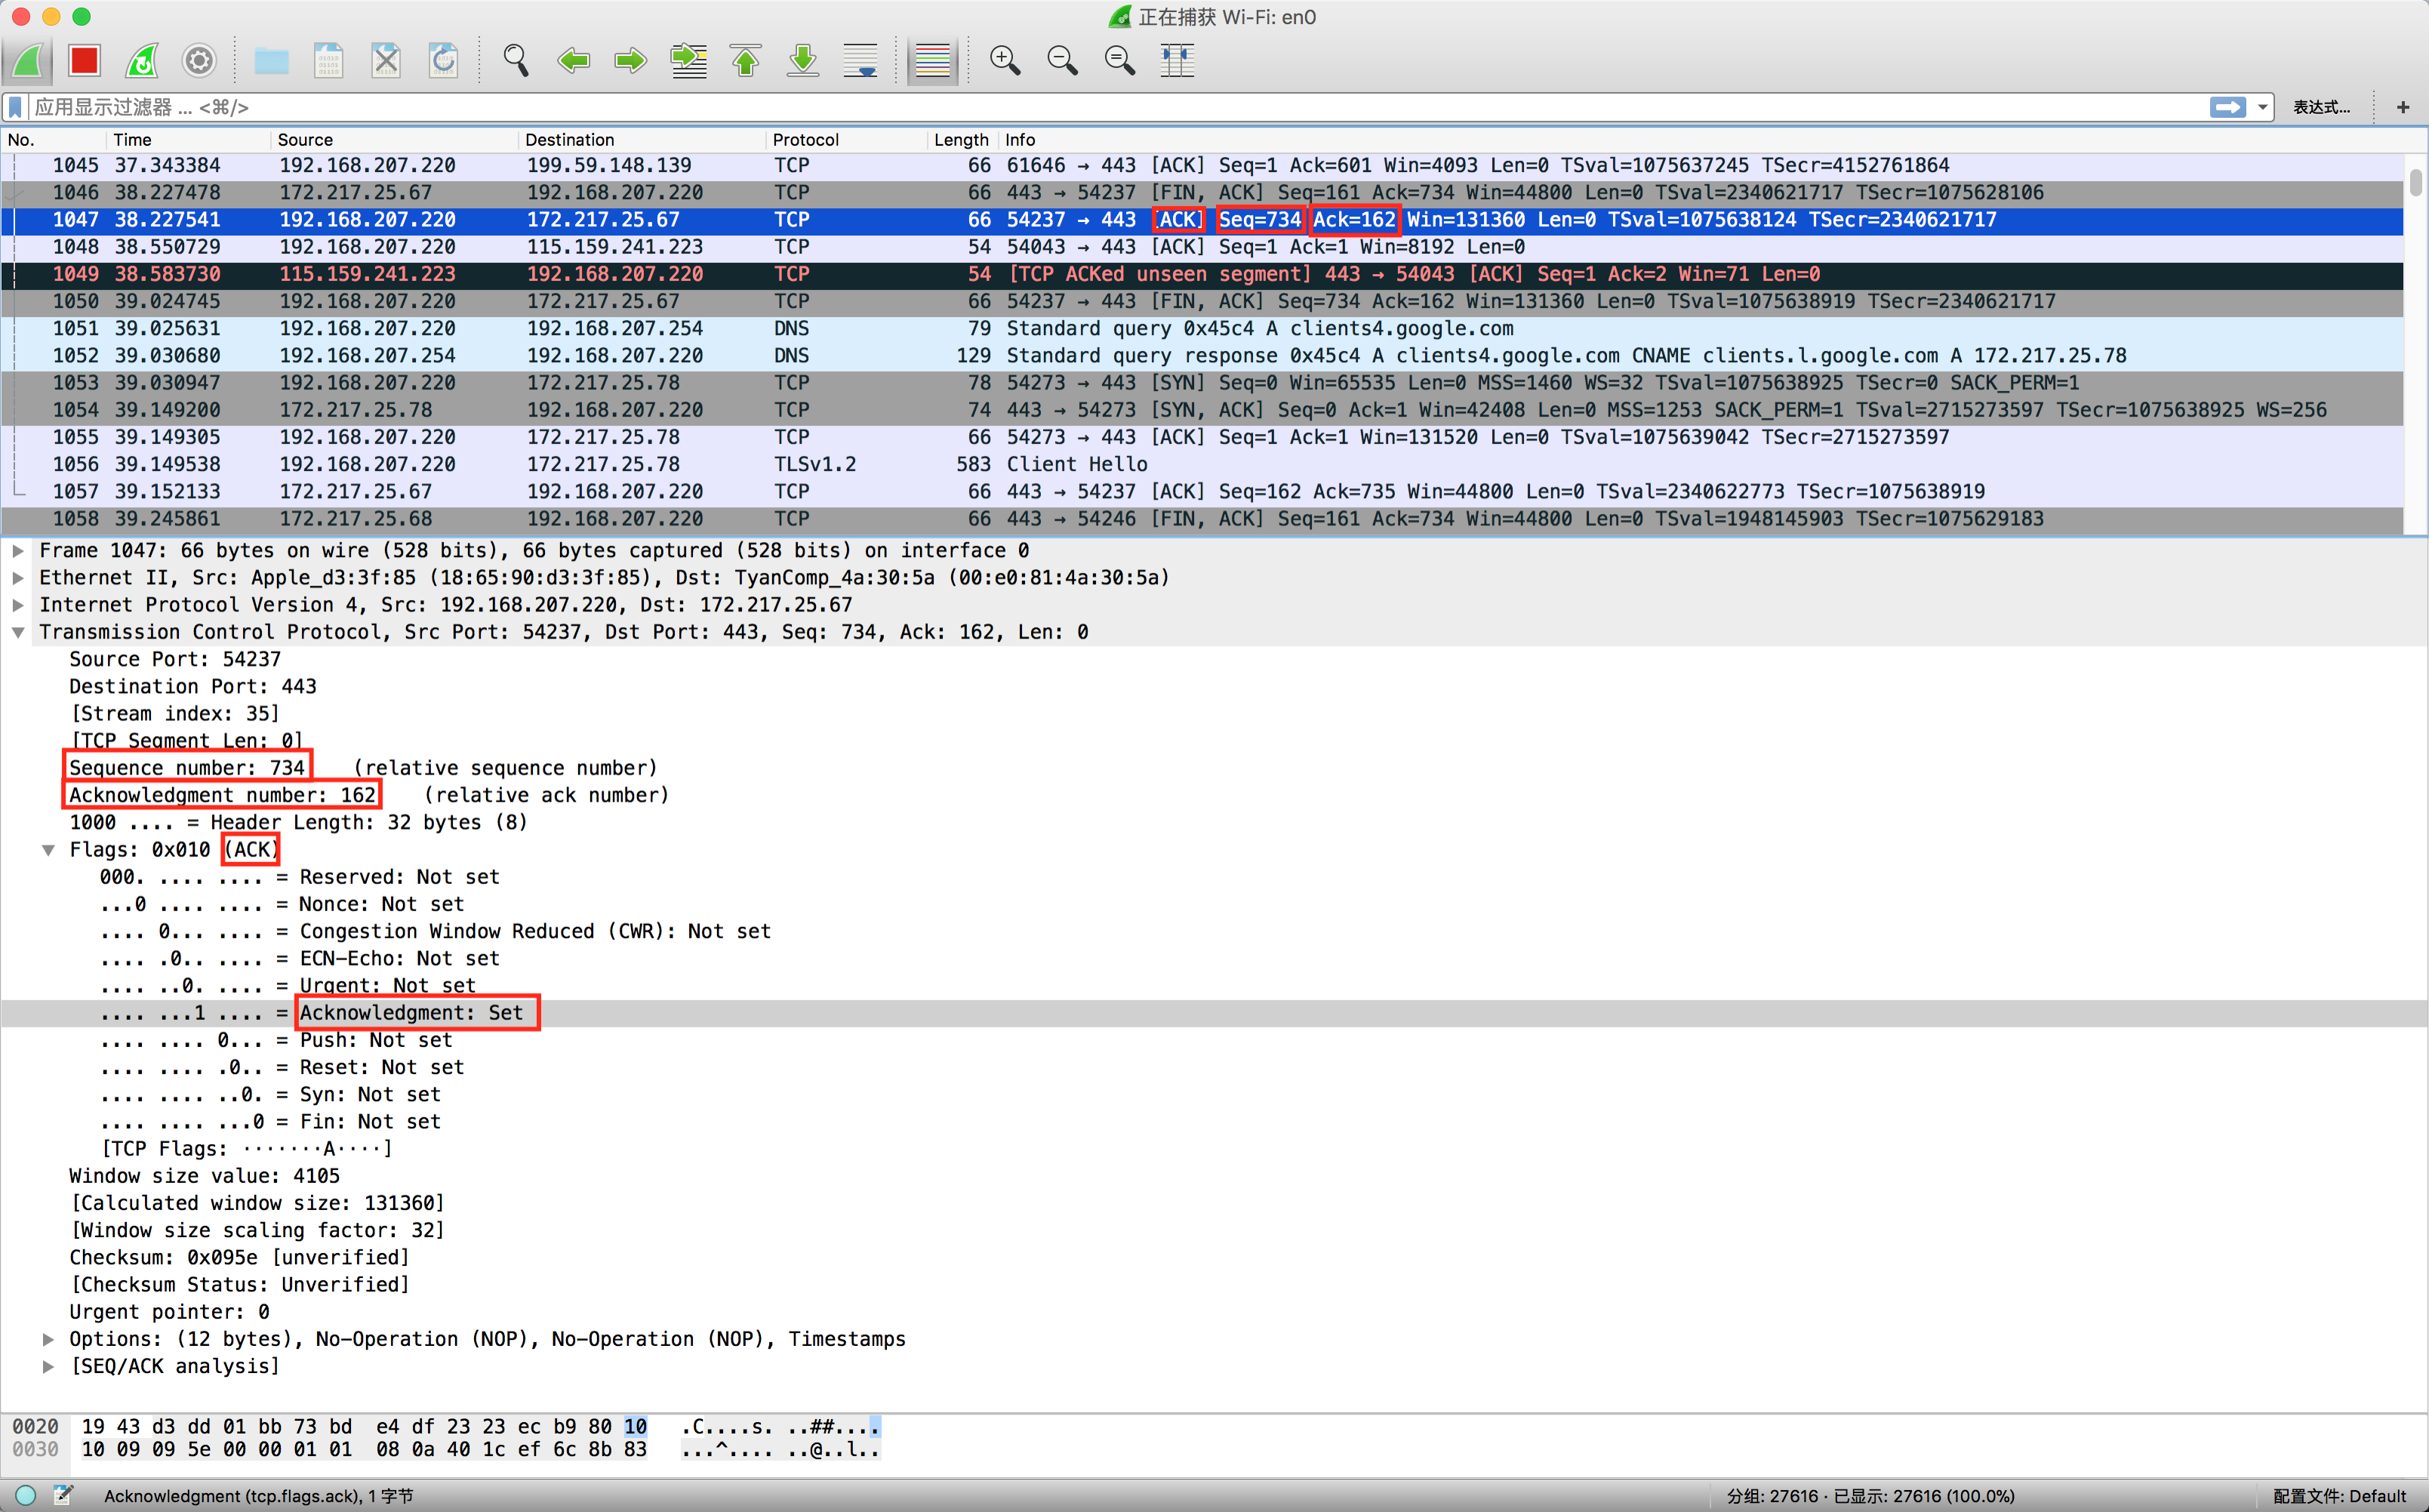 正在捕获 Wi-Fi: en0
应用显示过滤器 ... <⌘/> 表达式... +
No. Time Source Destination Protocol Length Info
1045 37.343384 192.168.207.220 199.59.148.139 TCP 66 61646 → 443 [ACK] Seq=1 Ack=601 Win=4093 Len=0 TSval=1075637245 TSecr=4152761864
1046 38.227478 172.217.25.67 192.168.207.220 TCP 66 443 → 54237 [FIN, ACK] Seq=161 Ack=734 Win=44800 Len=0 TSval=2340621717 TSecr=1075628106
1047 38.227541 192.168.207.220 172.217.25.67 TCP 66 54237 → 443 [ACK] Seq=734 Ack=162 Win=131360 Len=0 TSval=1075638124 TSecr=2340621717
1048 38.550729 192.168.207.220 115.159.241.223 TCP 54 54043 → 443 [ACK] Seq=1 Ack=1 Win=8192 Len=0
1049 38.583730 115.159.241.223 192.168.207.220 TCP 54 [TCP ACKed unseen segment] 443 → 54043 [ACK] Seq=1 Ack=2 Win=71 Len=0
1050 39.024745 192.168.207.220 172.217.25.67 TCP 66 54237 → 443 [FIN, ACK] Seq=734 Ack=162 Win=131360 Len=0 TSval=1075638919 TSecr=2340621717
1051 39.025631 192.168.207.220 192.168.207.254 DNS 79 Standard query 0x45c4 A clients4.google.com
1052 39.030680 192.168.207.254 192.168.207.220 DNS 129 Standard query response 0x45c4 A clients4.google.com CNAME clients.l.google.com A 172.217.25.78
1053 39.030947 192.168.207.220 172.217.25.78 TCP 78 54273 → 443 [SYN] Seq=0 Win=65535 Len=0 MSS=1460 WS=32 TSval=1075638925 TSecr=0 SACK_PERM=1
1054 39.149200 172.217.25.78 192.168.207.220 TCP 74 443 → 54273 [SYN, ACK] Seq=0 Ack=1 Win=42408 Len=0 MSS=1253 SACK_PERM=1 TSval=2715273597 TSecr=1075638925 WS=256
1055 39.149305 192.168.207.220 172.217.25.78 TCP 66 54273 → 443 [ACK] Seq=1 Ack=1 Win=131520 Len=0 TSval=1075639042 TSecr=2715273597
1056 39.149538 192.168.207.220 172.217.25.78 TLSv1.2 583 Client Hello
1057 39.152133 172.217.25.67 192.168.207.220 TCP 66 443 → 54237 [ACK] Seq=162 Ack=735 Win=44800 Len=0 TSval=2340622773 TSecr=1075638919
1058 39.245861 172.217.25.68 192.168.207.220 TCP 66 443 → 54246 [FIN, ACK] Seq=161 Ack=734 Win=44800 Len=0 TSval=1948145903 TSecr=1075629183
Frame 1047: 66 bytes on wire (528 bits), 66 bytes captured (528 bits) on interface 0
Ethernet II, Src: Apple_d3:3f:85 (18:65:90:d3:3f:85), Dst: TyanComp_4a:30:5a (00:e0:81:4a:30:5a)
Internet Protocol Version 4, Src: 192.168.207.220, Dst: 172.217.25.67
Transmission Control Protocol, Src Port: 54237, Dst Port: 443, Seq: 734, Ack: 162, Len: 0
Source Port: 54237
Destination Port: 443
[Stream index: 35]
[TCP Segment Len: 0]
Sequence number: 734 (relative sequence number)
Acknowledgment number: 162 (relative ack number)
1000 .... = Header Length: 32 bytes (8)
Flags: 0x010 (ACK)
000. .... .... = Reserved: Not set
...0 .... .... = Nonce: Not set
.... 0... .... = Congestion Window Reduced (CWR): Not set
.... .0.. .... = ECN-Echo: Not set
.... ..0. .... = Urgent: Not set
.... ...1 .... = Acknowledgment: Set
.... .... 0... = Push: Not set
.... .... .0.. = Reset: Not set
.... .... ..0. = Syn: Not set
.... .... ...0 = Fin: Not set
[TCP Flags: ·······A····]
Window size value: 4105
[Calculated window size: 131360]
[Window size scaling factor: 32]
Checksum: 0x095e [unverified]
[Checksum Status: Unverified]
Urgent pointer: 0
Options: (12 bytes), No-Operation (NOP), No-Operation (NOP), Timestamps
[SEQ/ACK analysis]
0020 19 43 d3 dd 01 bb 73 bd e4 df 23 23 ec b9 80 10 .C....s. ..##....
0030 10 09 09 5e 00 00 01 01 08 0a 40 1c ef 6c 8b 83 ...^.... ..@..l..
Acknowledgment (tcp.flags.ack), 1 字节 分组: 27616 · 已显示: 27616 (100.0%) 配置文件: Default